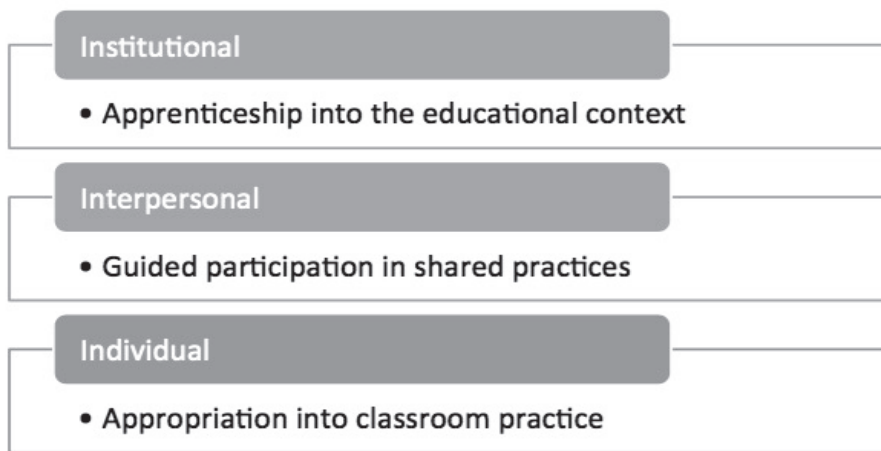 Institutional
• Apprenticeship into the educational context
Interpersonal
• Guided participation in shared practices
Individual
• Appropriation into classroom practice